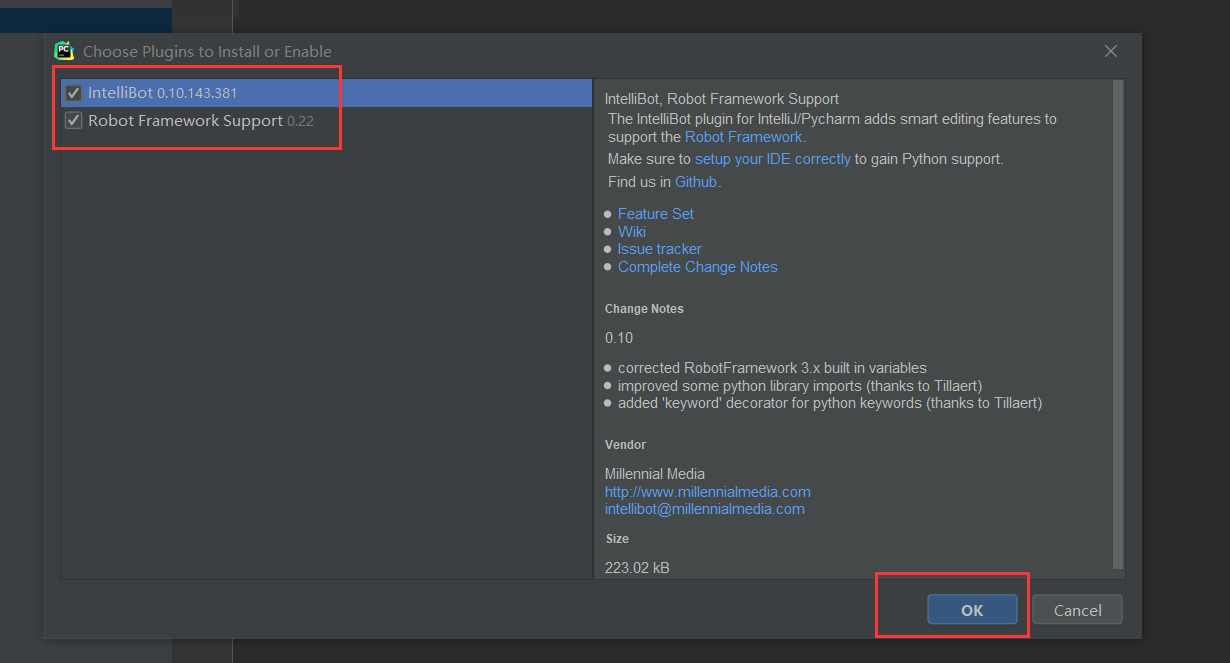 Choose Plugins to Install or Enable
IntelliBot 0.10.143.381
Robot Framework Support 0.22
IntelliBot, Robot Framework Support
The IntelliBot plugin for IntelliJ/Pycharm adds smart editing features to
support the Robot Framework.
Make sure to setup your IDE correctly to gain Python support.
Find us in Github.
Feature Set
Wiki
Issue tracker
Complete Change Notes
Change Notes
0.10
corrected RobotFramework 3.x built in variables
improved some python library imports (thanks to Tillaert)
added 'keyword' decorator for python keywords (thanks to Tillaert)
Vendor
Millennial Media
http://www.millennialmedia.com
intellibot@millennialmedia.com
Size
223.02 kB
OK
Cancel